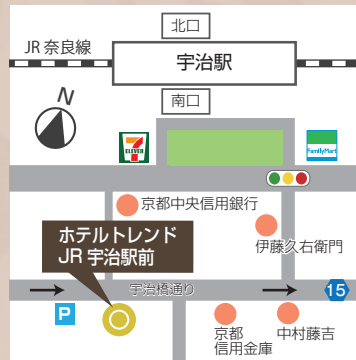 北口
JR 奈良線
宇治駅
N
南口
7
ELEVEN
FamilyMart
京都中央信用銀行
伊藤久右衛門
ホテルトレンド
JR 宇治駅前
宇治橋通り
15
P
京都
信用金庫
中村藤吉